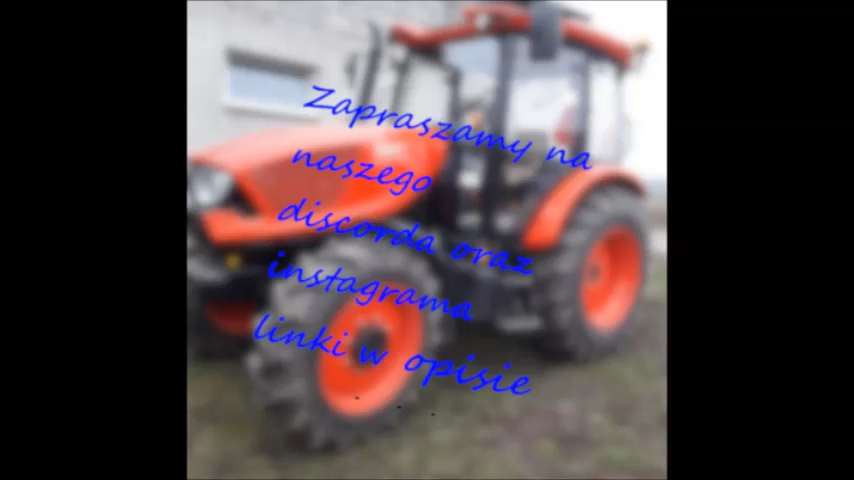 Zapraszamy na
naszego
discorda oraz
instagrama
linki w opisie